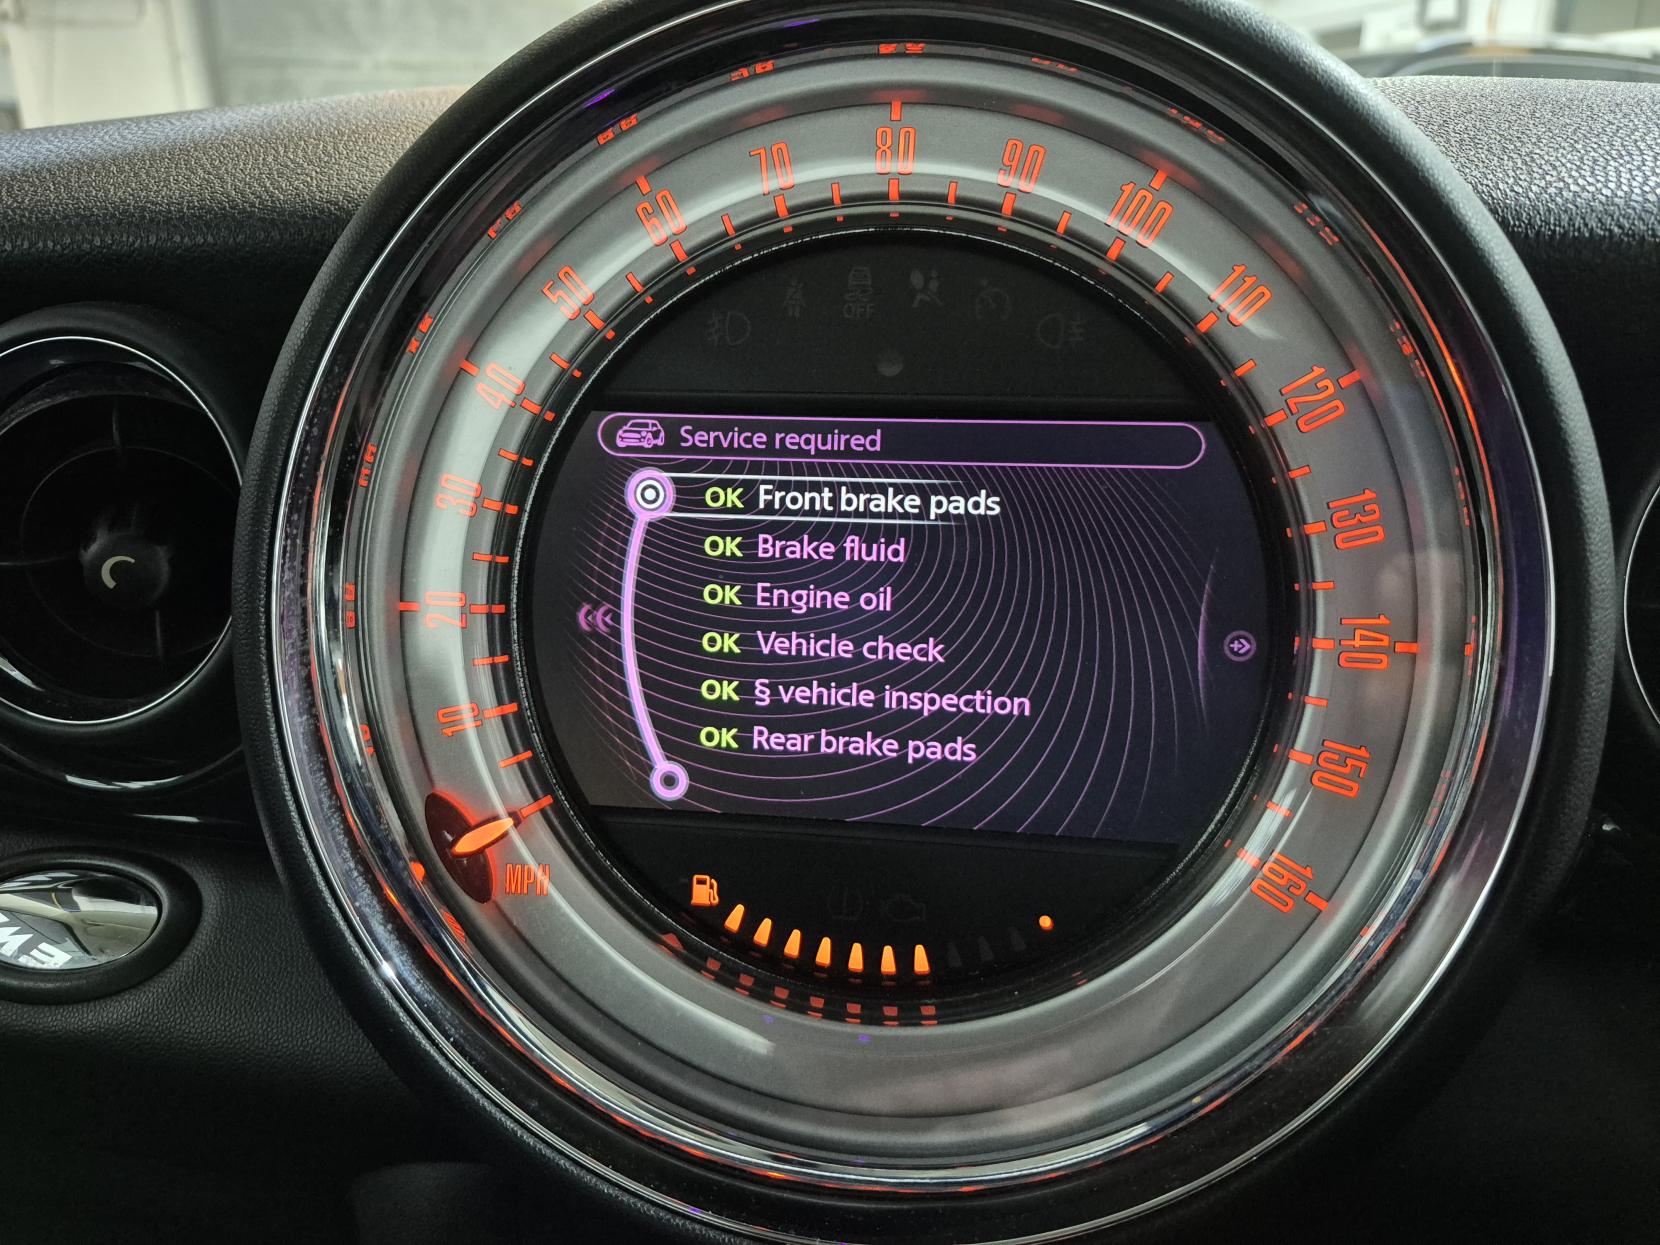 10
20
30
40
50
60
70
80
90
100
110
120
130
140
150
160
MPH
OFF
Service required
OK Front brake pads
OK Brake fluid
OK Engine oil
OK Vehicle check
OK § vehicle inspection
OK Rear brake pads